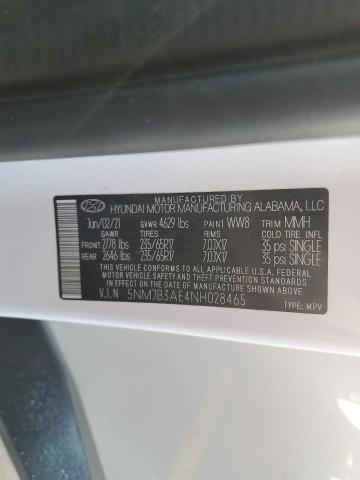 MANUFACTURED BY
HYUNDAI MOTOR MANUFACTURING ALABAMA, LLC
Jun/02/21 GVWR 4629 lbs PAINT WW8 TRIM MMH
GAWR TIRES RIMS COLD TIRE INFL.
FRONT 2778 lbs 235/65R17 7.0JX17 35 psi SINGLE
REAR 2646 lbs 235/65R17 7.0JX17 35 psi SINGLE
THIS VEHICLE CONFORMS TO ALL APPLICABLE U.S.A. FEDERAL
MOTOR VEHICLE SAFETY AND THEFT PREVENTION STANDARDS IN
EFFECT ON THE DATE OF MANUFACTURE SHOWN ABOVE.
V.I.N 5NMJB3AE4NH028465
TYPE: MPV